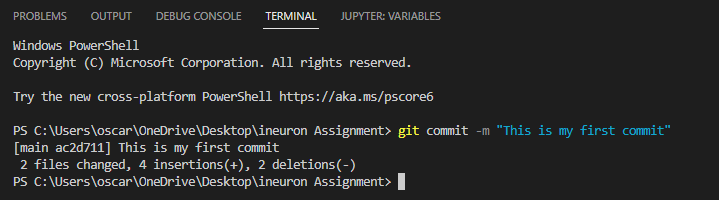 PROBLEMS OUTPUT DEBUG CONSOLE TERMINAL JUPYTER: VARIABLES
Windows PowerShell
Copyright (C) Microsoft Corporation. All rights reserved.
Try the new cross-platform PowerShell https://aka.ms/pscore6
PS C:\Users\oscar\OneDrive\Desktop\ineuron Assignment> git commit -m "This is my first commit"
[main ac2d711] This is my first commit
 2 files changed, 4 insertions(+), 2 deletions(-)
PS C:\Users\oscar\OneDrive\Desktop\ineuron Assignment>